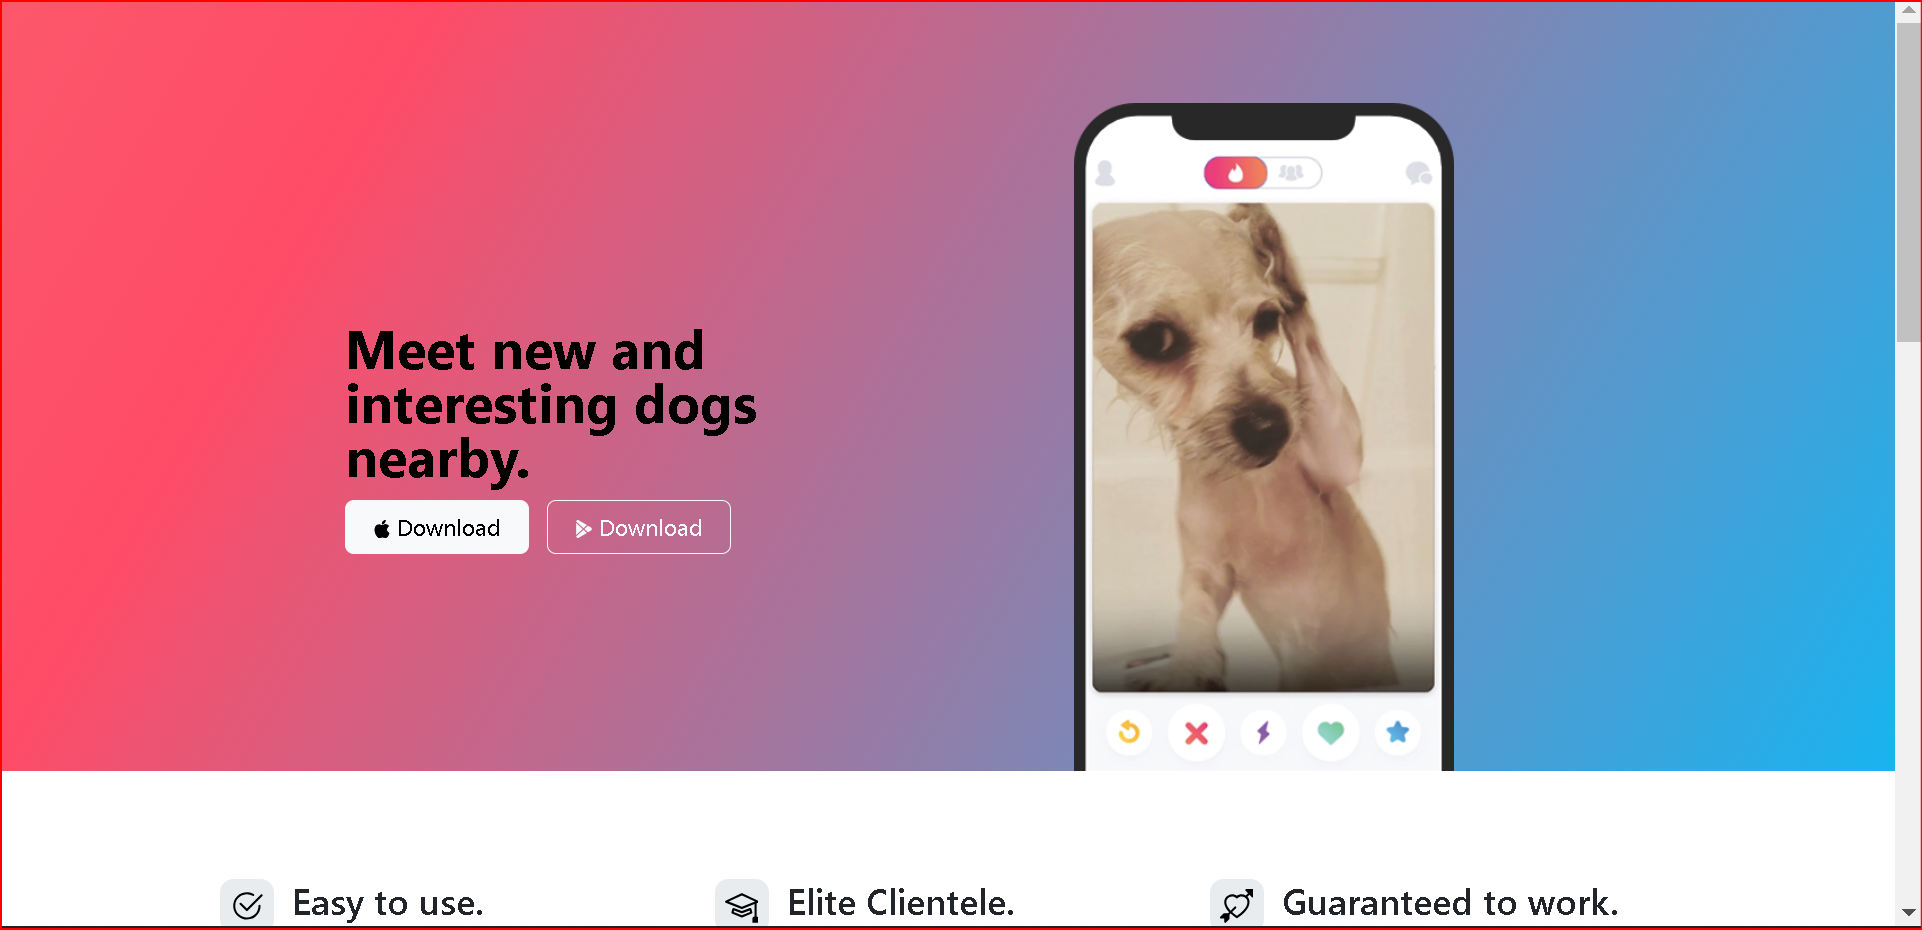 Meet new and
interesting dogs
nearby.
Download
Download
Easy to use.
Elite Clientele.
Guaranteed to work.